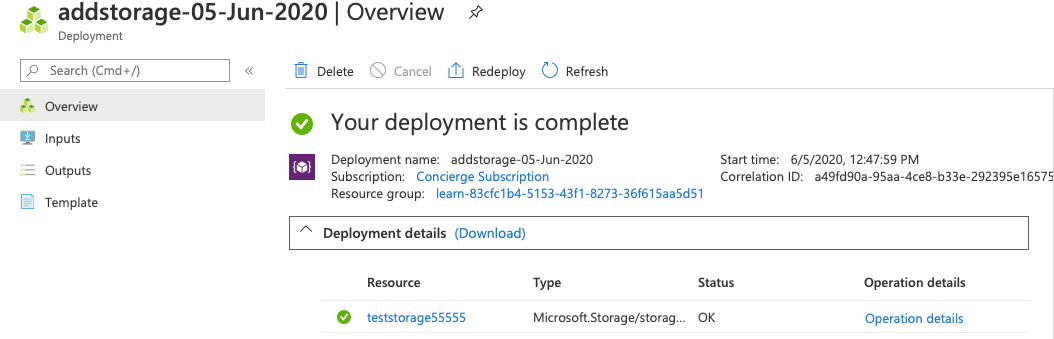 addstorage-05-Jun-2020 | Overview
Deployment
Search (Cmd+/)
«
Delete
Cancel
Redeploy
Refresh
Overview
Inputs
Outputs
Template
Your deployment is complete
Deployment name: addstorage-05-Jun-2020
Subscription: Concierge Subscription
Resource group: learn-83cfc1b4-5153-43f1-8273-36f615aa5d51
Start time: 6/5/2020, 12:47:59 PM
Correlation ID: a49fd90a-95aa-4ce8-b33e-292395e16575
Deployment details (Download)
Resource Type Status Operation details
teststorage55555 Microsoft.Storage/storag... OK Operation details